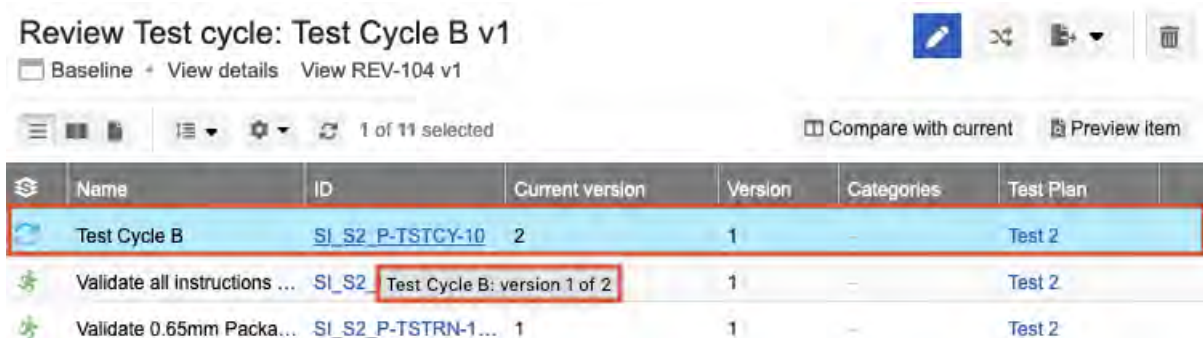 Review Test cycle: Test Cycle B v1
Baseline • View details View REV-104 v1
1 of 11 selected Compare with current Preview item
Name ID Current version Version Categories Test Plan
Test Cycle B SI_S2_P-TSTCY-10 2 1 - Test 2
Validate all instructions ... SI_S2_ Test Cycle B: version 1 of 2 1 - Test 2
Validate 0.65mm Packa... SI_S2_P-TSTRN-1... 1 1 - Test 2